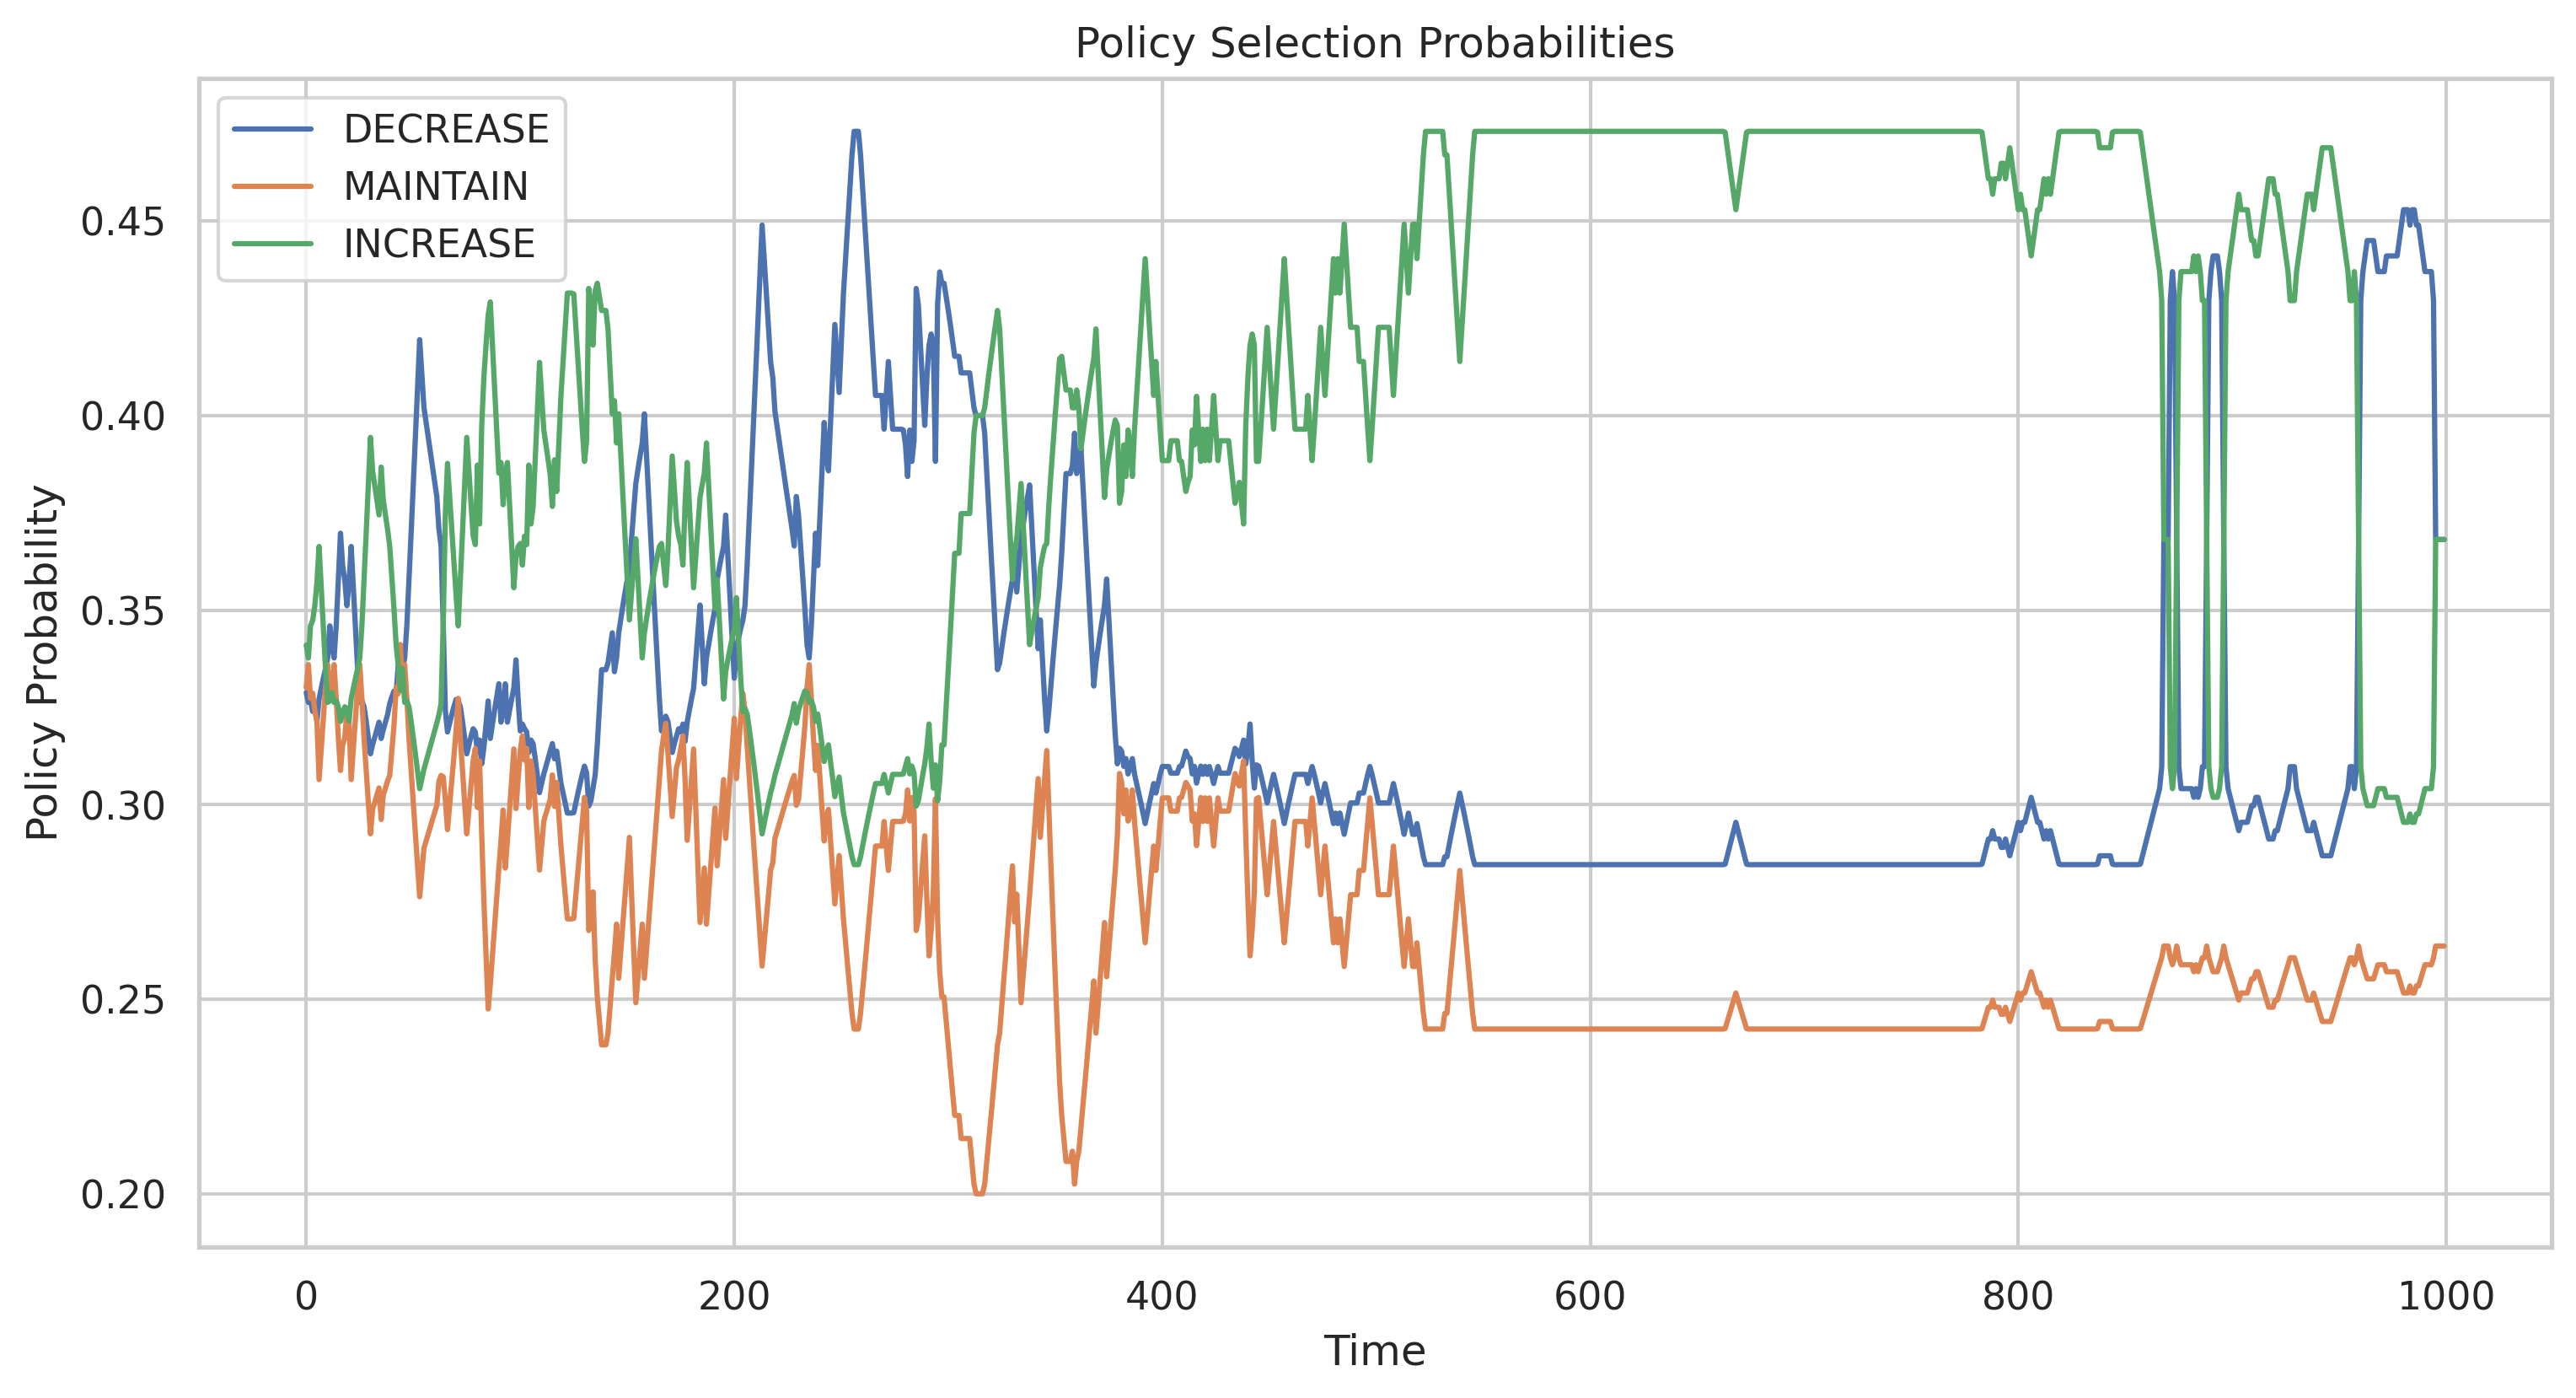 Policy Selection Probabilities
DECREASE
MAINTAIN
INCREASE
Policy Probability
0.45
0.40
0.35
0.30
0.25
0.20
0 200 400 600 800 1000
Time